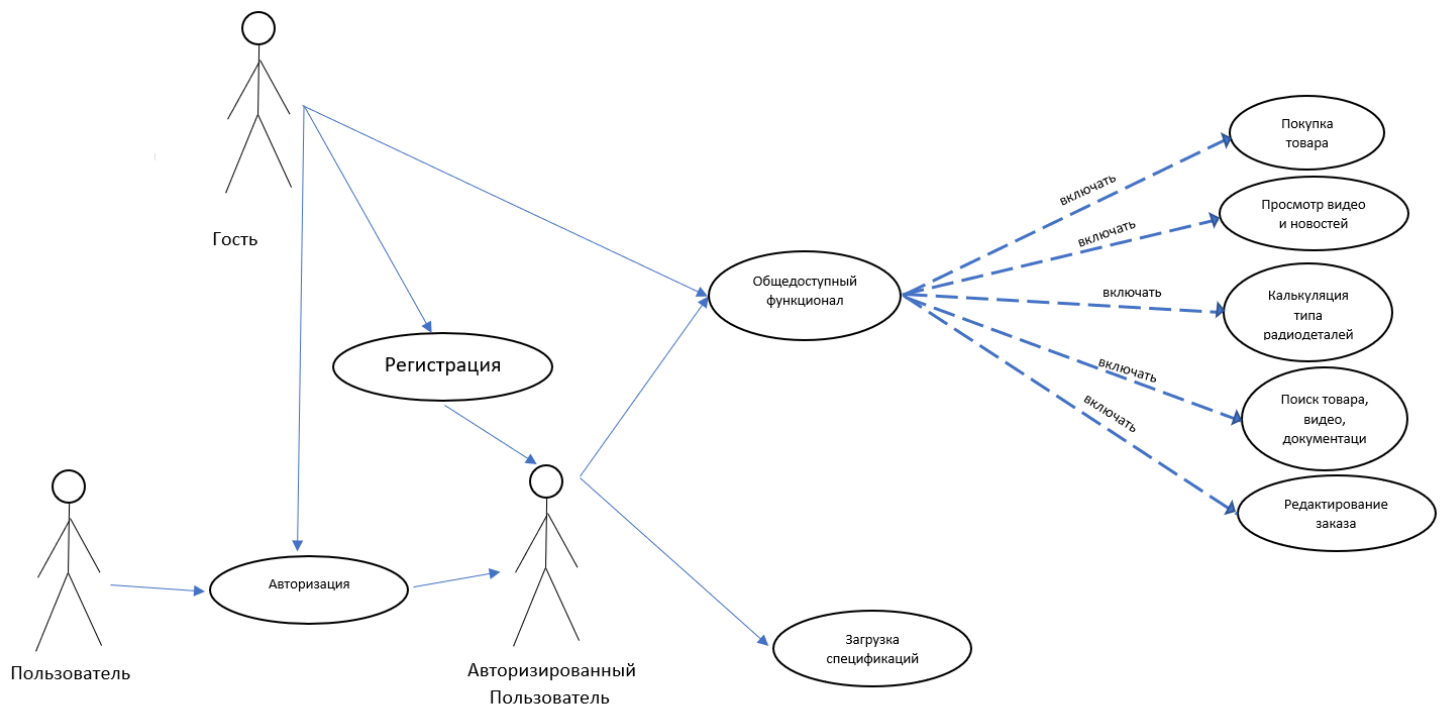 Гость
Покупка
товара
включать
Просмотр видео
и новостей
включать
Общедоступный
функционал
включать
Калькуляция
типа
радиодеталей
Регистрация
включать
Поиск товара,
видео,
документаци
включать
Редактирование
заказа
Авторизация
Пользователь
Авторизированный
Пользователь
Загрузка
спецификаций